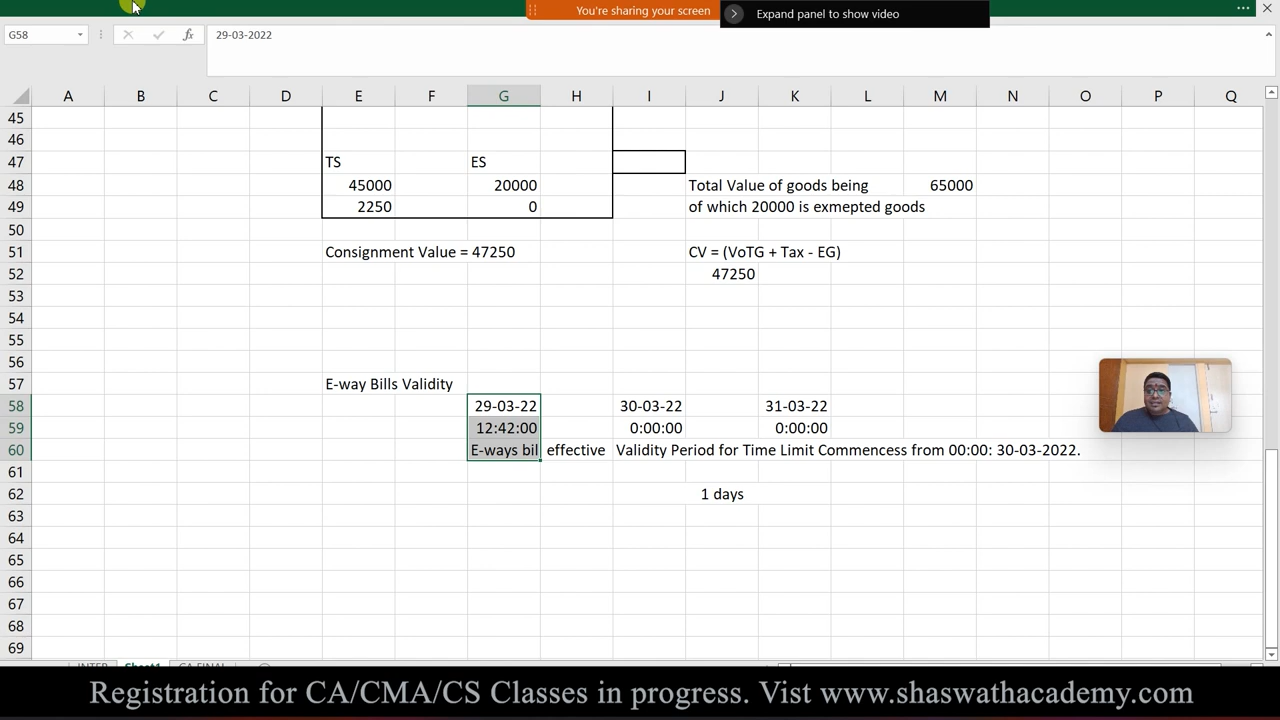 You're sharing your screen
Expand panel to show video
G58
fx
29-03-2022
A B C D E F G H I J K L M N O P Q
45
46
47 TS ES
48 45000 20000 Total Value of goods being 65000
49 2250 0 of which 20000 is exmepted goods
50
51 Consignment Value = 47250 CV = (VoTG + Tax - EG)
52 47250
53
54
55
56
57 E-way Bills Validity
58 29-03-22 30-03-22 31-03-22
59 12:42:00 0:00:00 0:00:00
60 E-ways bil effective Validity Period for Time Limit Commencess from 00:00: 30-03-2022.
61
62 1 days
63
64
65
66
67
68
69
INTER Sheet1 CA FINAL
Registration for CA/CMA/CS Classes in progress. Vist www.shaswathacademy.com